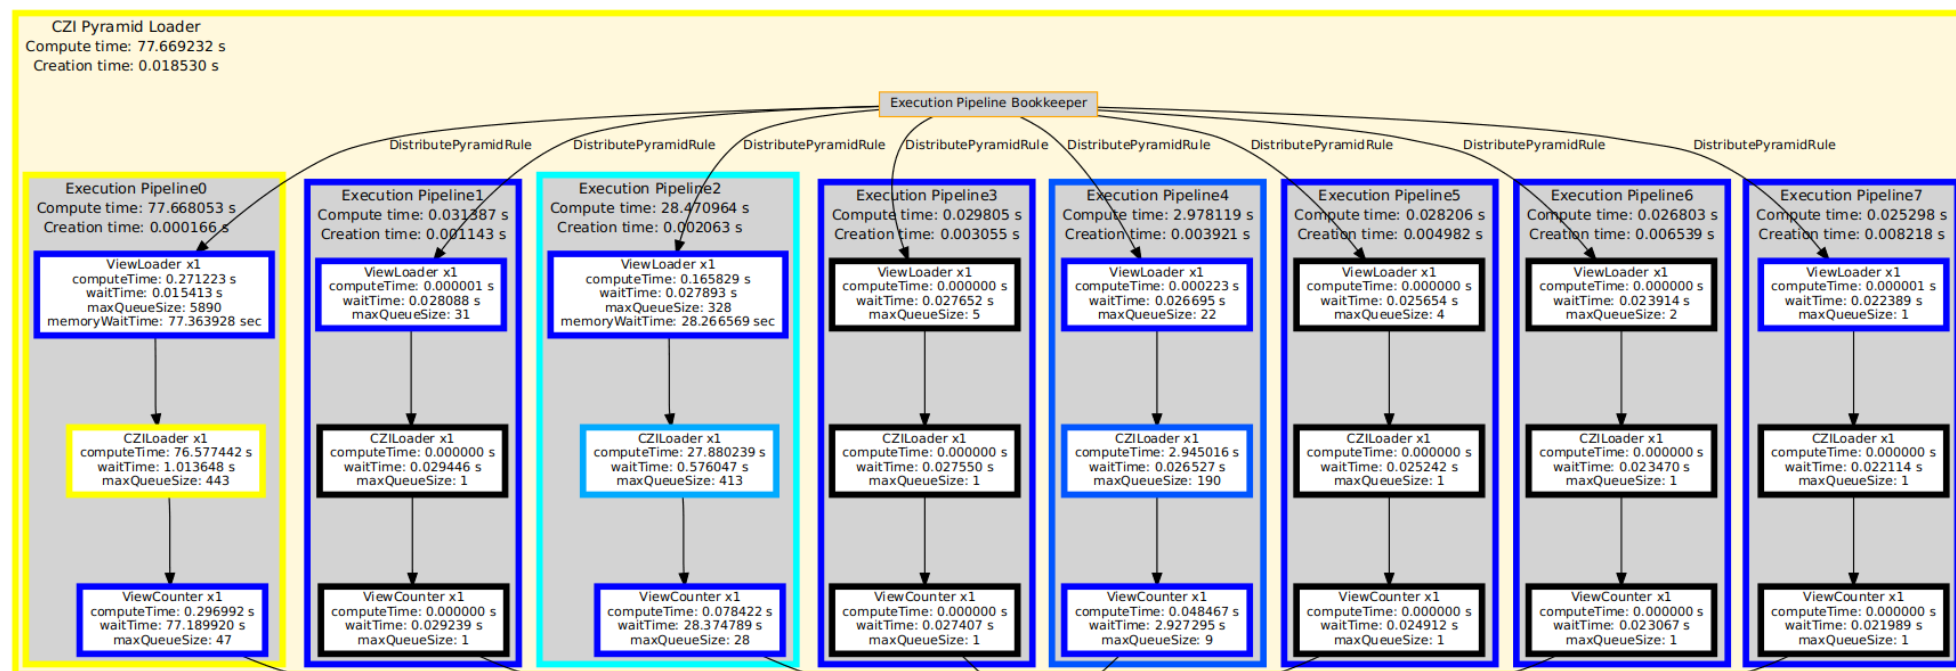 CZI Pyramid Loader
Compute time: 77.669232 s
Creation time: 0.018530 s
Execution Pipeline Bookkeeper
DistributePyramidRule
DistributePyramidRule
DistributePyramidRule
DistributePyramidRule
DistributePyramidRule
DistributePyramidRule
DistributePyramidRule
DistributePyramidRule
Execution Pipeline0
Compute time: 77.668053 s
Creation time: 0.000166 s
ViewLoader x1
computeTime: 0.271223 s
waitTime: 0.015413 s
maxQueueSize: 5890
memoryWaitTime: 77.363928 sec
CZILoader x1
computeTime: 76.577442 s
waitTime: 1.013648 s
maxQueueSize: 443
ViewCounter x1
computeTime: 0.296992 s
waitTime: 77.189920 s
maxQueueSize: 47
Execution Pipeline1
Compute time: 0.031387 s
Creation time: 0.001143 s
ViewLoader x1
computeTime: 0.000001 s
waitTime: 0.028088 s
maxQueueSize: 31
CZILoader x1
computeTime: 0.000000 s
waitTime: 0.029446 s
maxQueueSize: 1
ViewCounter x1
computeTime: 0.000000 s
waitTime: 0.029239 s
maxQueueSize: 1
Execution Pipeline2
Compute time: 28.470964 s
Creation time: 0.002063 s
ViewLoader x1
computeTime: 0.165829 s
waitTime: 0.027893 s
maxQueueSize: 328
memoryWaitTime: 28.266569 sec
CZILoader x1
computeTime: 27.880239 s
waitTime: 0.576047 s
maxQueueSize: 413
ViewCounter x1
computeTime: 0.078422 s
waitTime: 28.374789 s
maxQueueSize: 28
Execution Pipeline3
Compute time: 0.029805 s
Creation time: 0.003055 s
ViewLoader x1
computeTime: 0.000000 s
waitTime: 0.027652 s
maxQueueSize: 5
CZILoader x1
computeTime: 0.000000 s
waitTime: 0.027550 s
maxQueueSize: 1
ViewCounter x1
computeTime: 0.000000 s
waitTime: 0.027407 s
maxQueueSize: 1
Execution Pipeline4
Compute time: 2.978119 s
Creation time: 0.003921 s
ViewLoader x1
computeTime: 0.000223 s
waitTime: 0.026695 s
maxQueueSize: 22
CZILoader x1
computeTime: 2.945016 s
waitTime: 0.026527 s
maxQueueSize: 190
ViewCounter x1
computeTime: 0.048467 s
waitTime: 2.927295 s
maxQueueSize: 9
Execution Pipeline5
Compute time: 0.028206 s
Creation time: 0.004982 s
ViewLoader x1
computeTime: 0.000000 s
waitTime: 0.025654 s
maxQueueSize: 4
CZILoader x1
computeTime: 0.000000 s
waitTime: 0.025242 s
maxQueueSize: 1
ViewCounter x1
computeTime: 0.000000 s
waitTime: 0.024912 s
maxQueueSize: 1
Execution Pipeline6
Compute time: 0.026803 s
Creation time: 0.006539 s
ViewLoader x1
computeTime: 0.000000 s
waitTime: 0.023914 s
maxQueueSize: 2
CZILoader x1
computeTime: 0.000000 s
waitTime: 0.023470 s
maxQueueSize: 1
ViewCounter x1
computeTime: 0.000000 s
waitTime: 0.023067 s
maxQueueSize: 1
Execution Pipeline7
Compute time: 0.025298 s
Creation time: 0.008218 s
ViewLoader x1
computeTime: 0.000001 s
waitTime: 0.022389 s
maxQueueSize: 1
CZILoader x1
computeTime: 0.000000 s
waitTime: 0.022114 s
maxQueueSize: 1
ViewCounter x1
computeTime: 0.000000 s
waitTime: 0.021989 s
maxQueueSize: 1